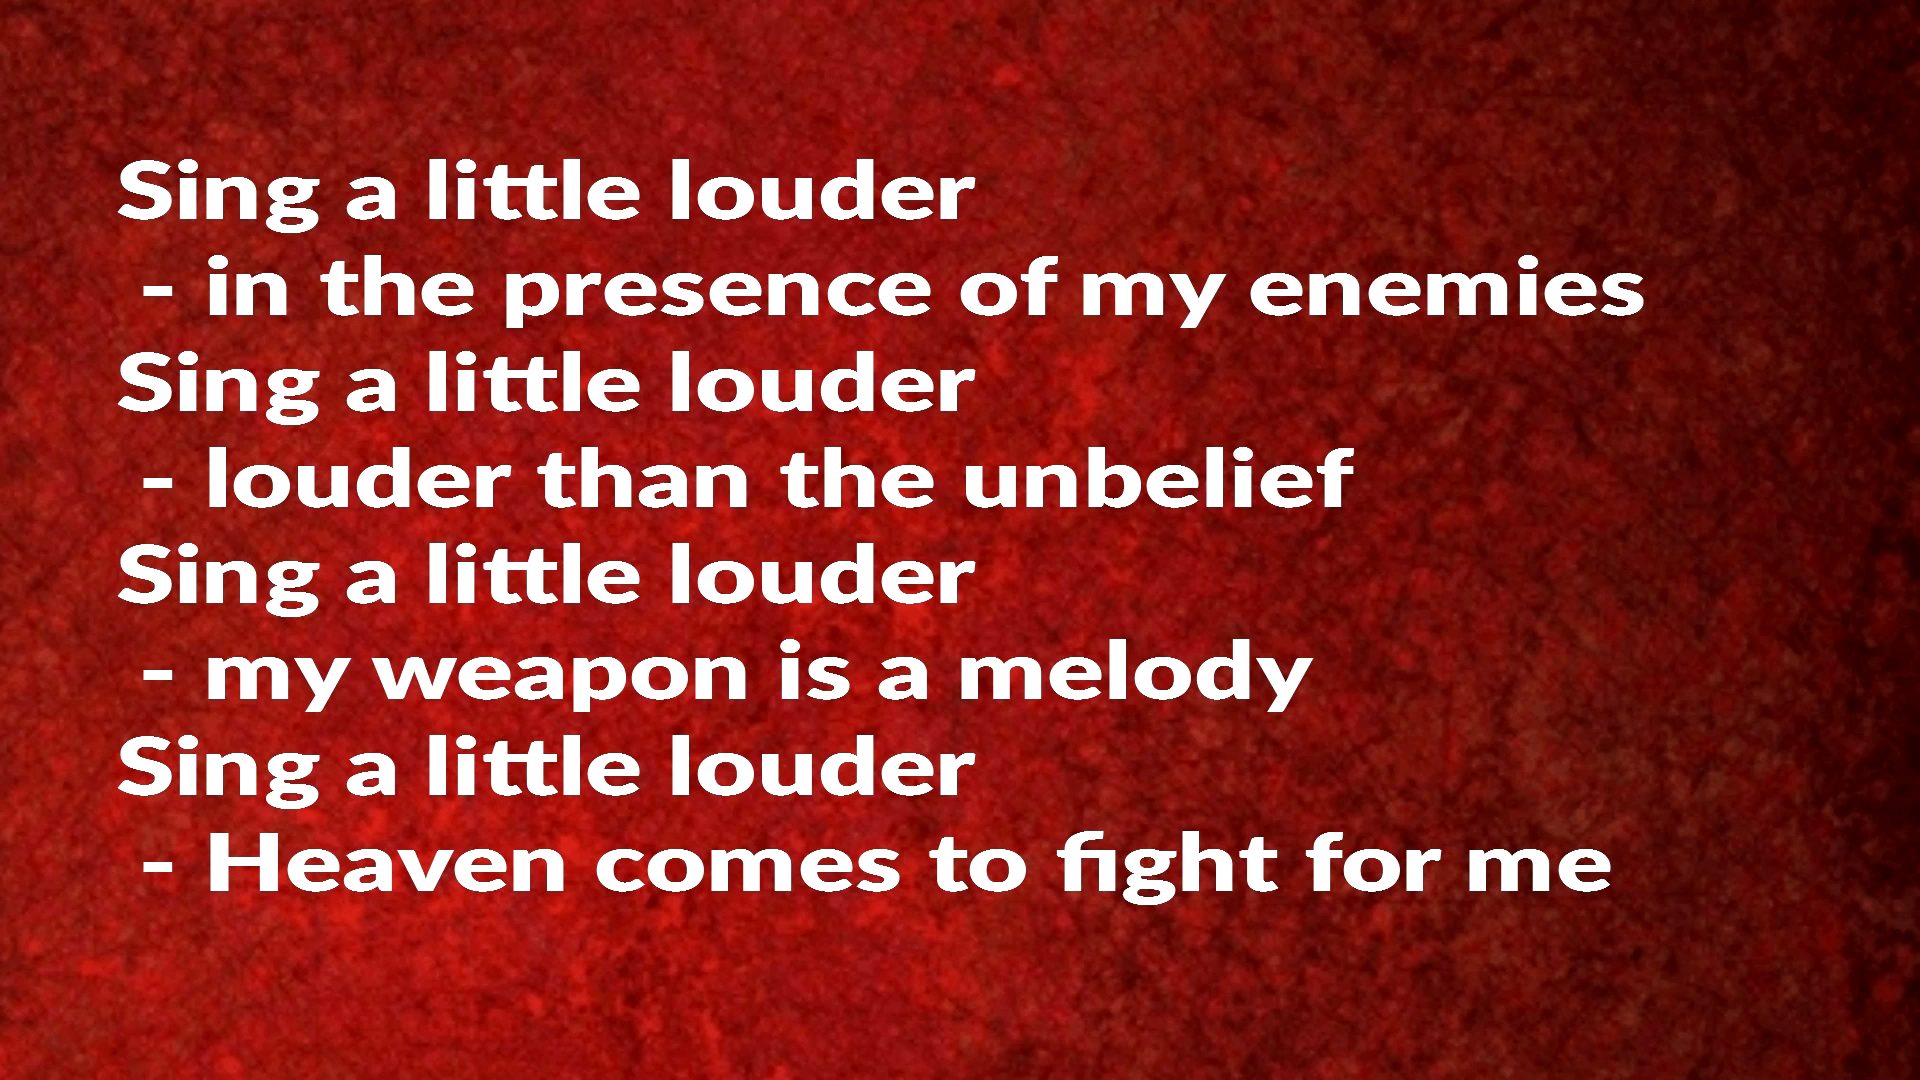 Sing a little louder
- in the presence of my enemies
Sing a little louder
- louder than the unbelief
Sing a little louder
- my weapon is a melody
Sing a little louder
- Heaven comes to fight for me